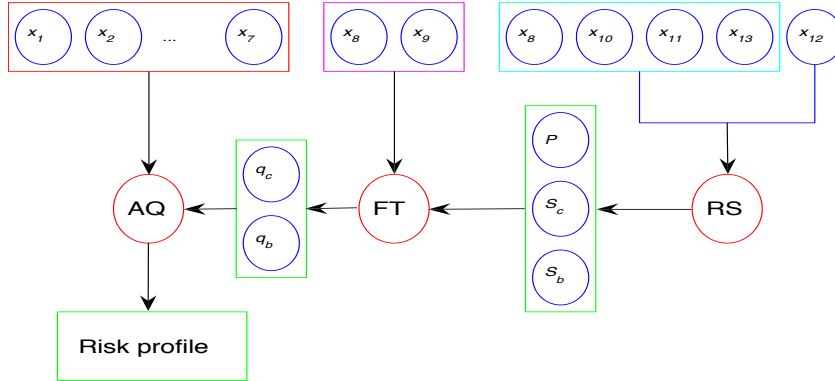 x1 x2 ... x7 x8 x9 x8 x10 x11 x13 x12
P
qc
AQ FT Sc RS
qb
Sb
Risk profile